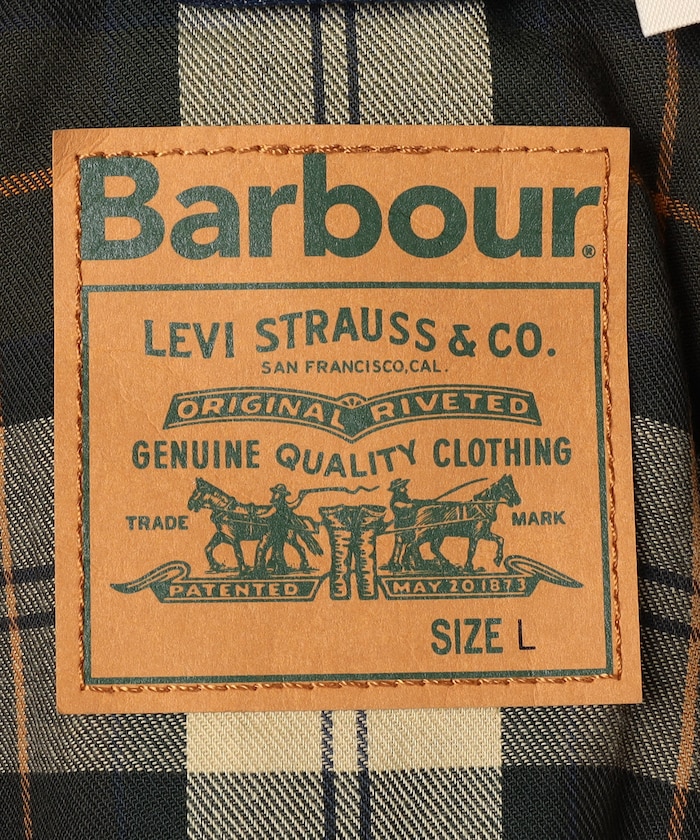 Barbour®
LEVI STRAUSS & CO.
SAN FRANCISCO, CAL.
ORIGINAL RIVETED
GENUINE QUALITY CLOTHING
TRADE MARK
PATENTED MAY 20 1873
SIZE L